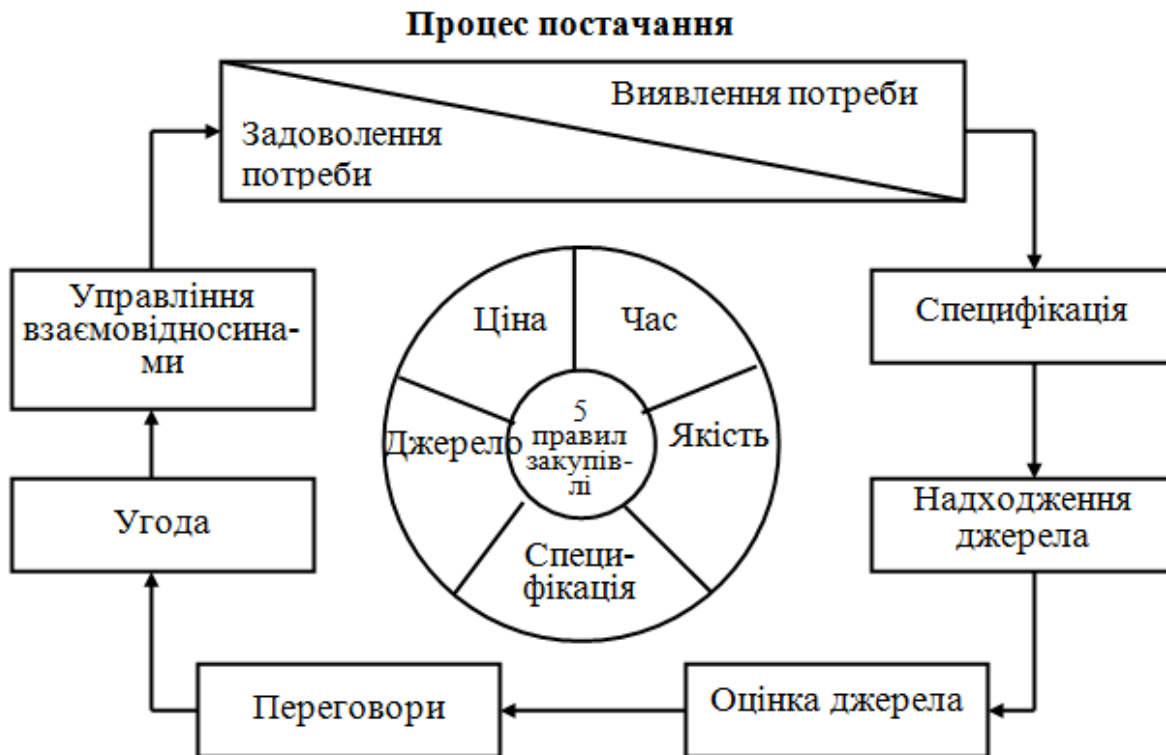 Процес постачання
Виявлення потреби
Задоволення
потреби
Управління
взаємовідносина-
ми
Специфікація
Ціна
Час
Джерело
5
правил
закупів-
лі
Якість
Специ-
фікація
Угода
Надходження
джерела
Переговори
Оцінка джерела